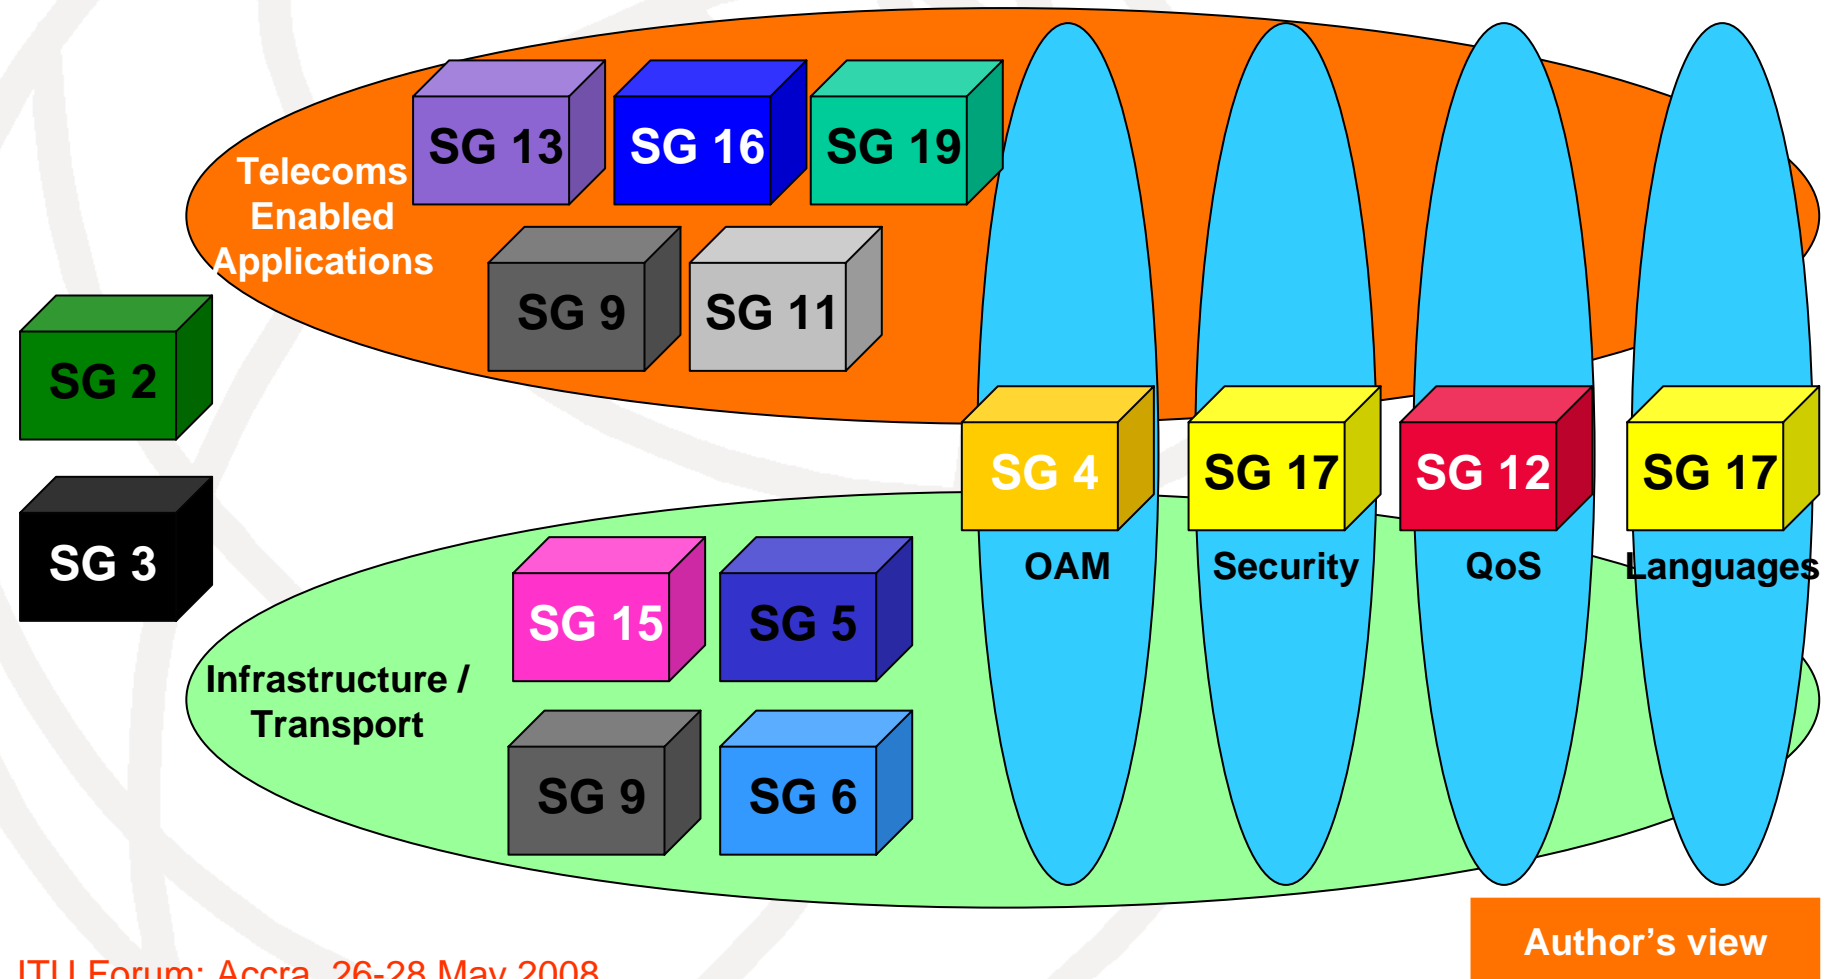 SG 13
SG 16
SG 19
Telecoms
Enabled
Applications
SG 9
SG 11
SG 2
SG 3
SG 4
SG 17
SG 12
SG 17
OAM
Security
QoS
Languages
SG 15
SG 5
Infrastructure /
Transport
SG 9
SG 6
Author's view
ITU Forum: Accra, 26-28 May 2008